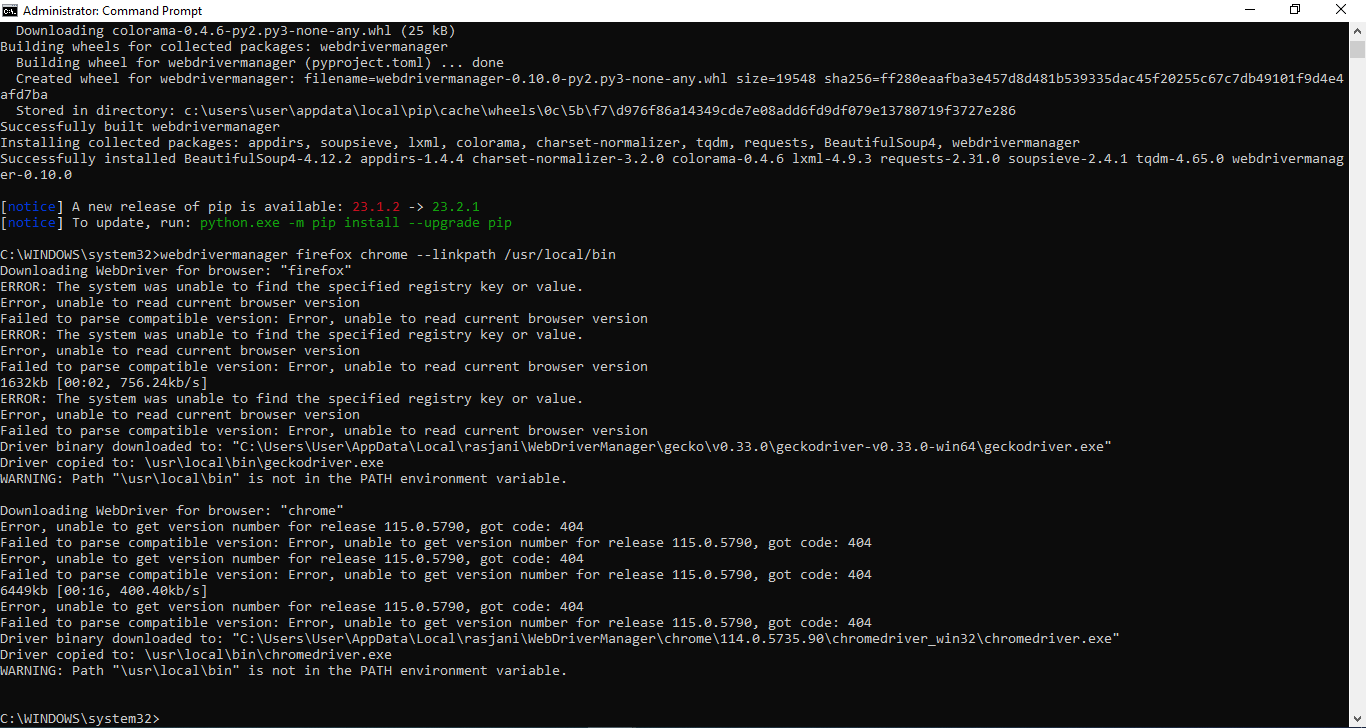 Administrator: Command Prompt
  Downloading colorama-0.4.6-py2.py3-none-any.whl (25 kB)
Building wheels for collected packages: webdrivermanager
  Building wheel for webdrivermanager (pyproject.toml) ... done
  Created wheel for webdrivermanager: filename=webdrivermanager-0.10.0-py2.py3-none-any.whl size=19548 sha256=ff280eaafba3e457d8d481b539335dac45f20255c67c7db49101f9d4e4
afd7ba
  Stored in directory: c:\users\user\appdata\local\pip\cache\wheels\0c\5b\f7\d976f86a14349cde7e08add6fd9df079e13780719f3727e286
Successfully built webdrivermanager
Installing collected packages: appdirs, soupsieve, lxml, colorama, charset-normalizer, tqdm, requests, BeautifulSoup4, webdrivermanager
Successfully installed BeautifulSoup4-4.12.2 appdirs-1.4.4 charset-normalizer-3.2.0 colorama-0.4.6 lxml-4.9.3 requests-2.31.0 soupsieve-2.4.1 tqdm-4.65.0 webdrivermanag
er-0.10.0

[notice] A new release of pip is available: 23.1.2 -> 23.2.1
[notice] To update, run: python.exe -m pip install --upgrade pip

C:\WINDOWS\system32>webdrivermanager firefox chrome --linkpath /usr/local/bin
Downloading WebDriver for browser: "firefox"
ERROR: The system was unable to find the specified registry key or value.
Error, unable to read current browser version
Failed to parse compatible version: Error, unable to read current browser version
ERROR: The system was unable to find the specified registry key or value.
Error, unable to read current browser version
Failed to parse compatible version: Error, unable to read current browser version
1632kb [00:02, 756.24kb/s]
ERROR: The system was unable to find the specified registry key or value.
Error, unable to read current browser version
Failed to parse compatible version: Error, unable to read current browser version
Driver binary downloaded to: "C:\Users\User\AppData\Local\rasjani\WebDriverManager\gecko\v0.33.0\geckodriver-v0.33.0-win64\geckodriver.exe"
Driver copied to: \usr\local\bin\geckodriver.exe
WARNING: Path "\usr\local\bin" is not in the PATH environment variable.

Downloading WebDriver for browser: "chrome"
Error, unable to get version number for release 115.0.5790, got code: 404
Failed to parse compatible version: Error, unable to get version number for release 115.0.5790, got code: 404
Error, unable to get version number for release 115.0.5790, got code: 404
Failed to parse compatible version: Error, unable to get version number for release 115.0.5790, got code: 404
6449kb [00:16, 400.40kb/s]
Error, unable to get version number for release 115.0.5790, got code: 404
Failed to parse compatible version: Error, unable to get version number for release 115.0.5790, got code: 404
Driver binary downloaded to: "C:\Users\User\AppData\Local\rasjani\WebDriverManager\chrome\114.0.5735.90\chromedriver_win32\chromedriver.exe"
Driver copied to: \usr\local\bin\chromedriver.exe
WARNING: Path "\usr\local\bin" is not in the PATH environment variable.

C:\WINDOWS\system32>